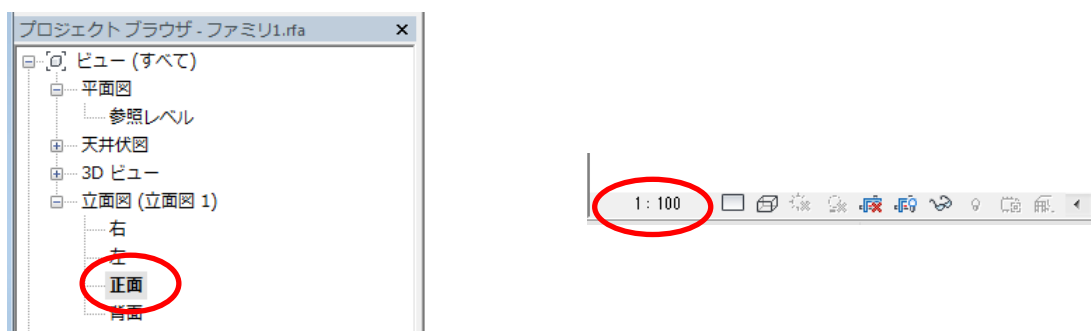 プロジェクト ブラウザ - ファミリ1.rfa
ビュー (すべて)
平面図
参照レベル
天井伏図
3D ビュー
立面図 (立面図 1)
右
左
正面
背面
1 : 100